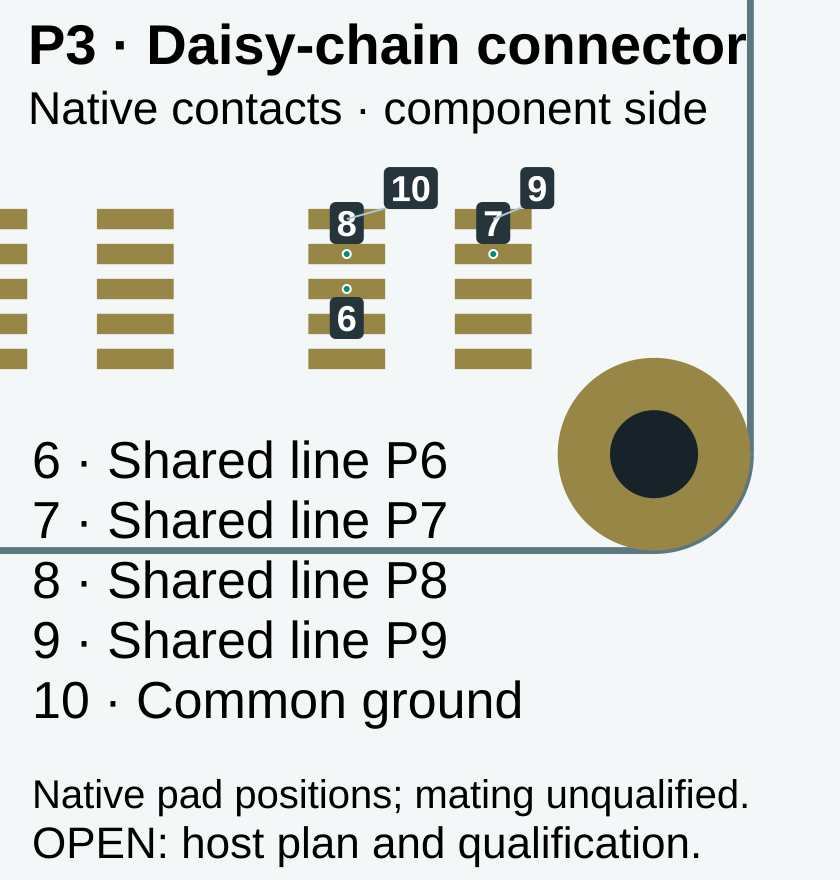 P3 · Daisy-chain connector
Native contacts · component side
10 9
8 7
6
6 · Shared line P6
7 · Shared line P7
8 · Shared line P8
9 · Shared line P9
10 · Common ground
Native pad positions; mating unqualified.
OPEN: host plan and qualification.